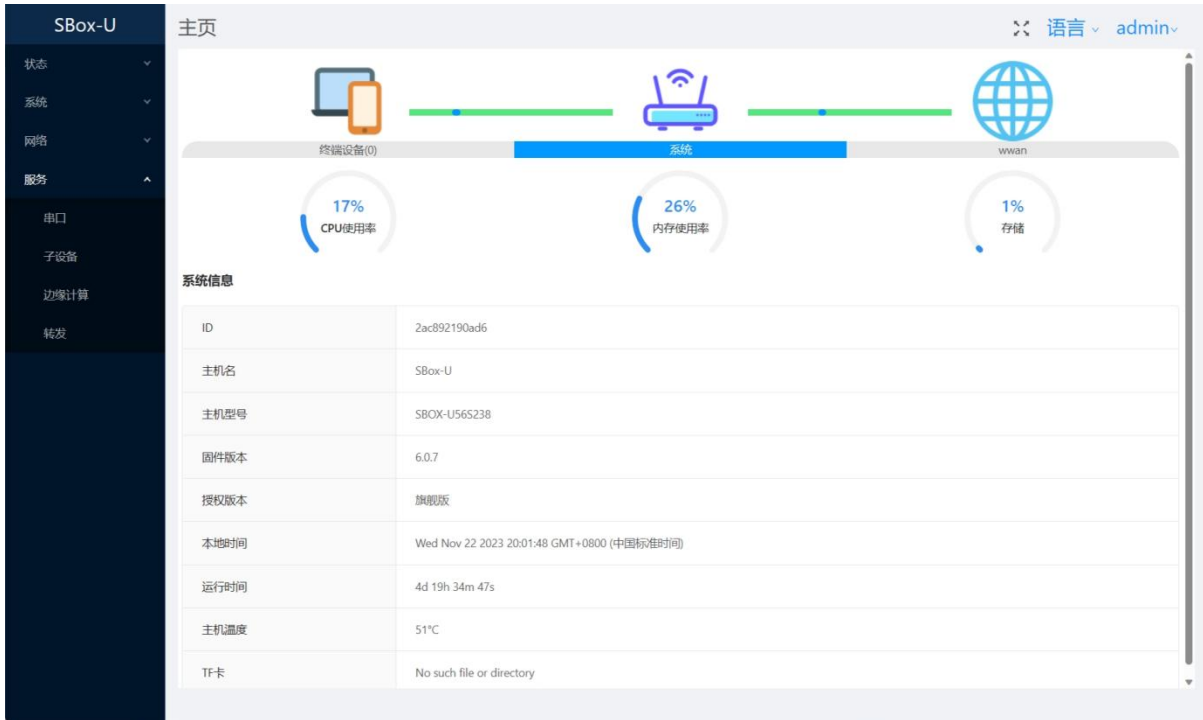 SBox-U
主页
语言
admin
状态
系统
网络
服务
串口
子设备
边缘计算
转发
终端设备(0)
系统
wwan
17%
CPU使用率
26%
内存使用率
1%
存储
系统信息
ID 2ac892190ad6
主机名 SBox-U
主机型号 SBOX-U56S238
固件版本 6.0.7
授权版本 旗舰版
本地时间 Wed Nov 22 2023 20:01:48 GMT+0800 (中国标准时间)
运行时间 4d 19h 34m 47s
主机温度 51°C
TF卡 No such file or directory